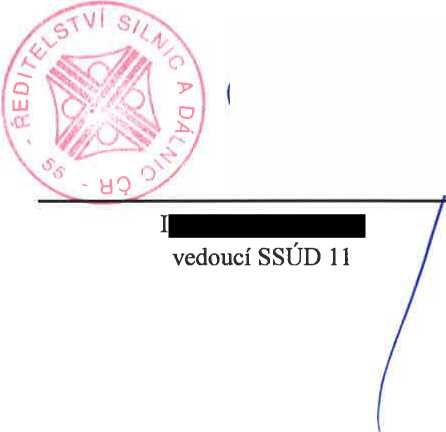 ŘEDITELSTVÍ SILNIC A DÁLNIC ČR - 55 -
I
vedoucí SSÚD 11